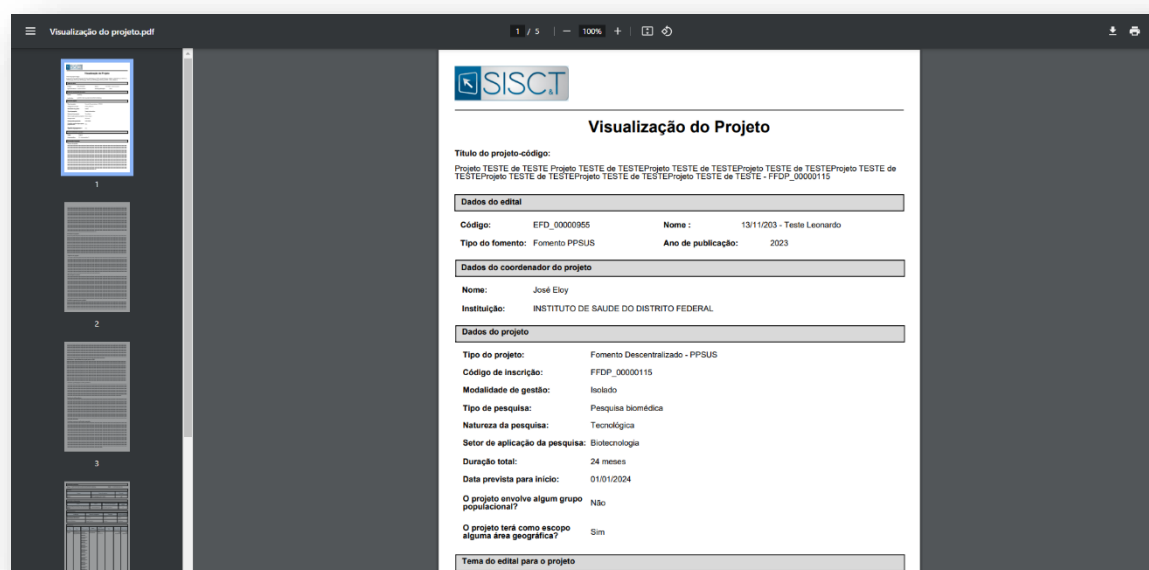 Visualização do projeto.pdf
1 / 5
100%
1
2
3
SISC&T
Visualização do Projeto
Título do projeto-código:
Projeto TESTE de TESTE Projeto TESTE de TESTEProjeto TESTE de TESTEProjeto TESTE de TESTEProjeto TESTE de
TESTEProjeto TESTE de TESTEProjeto TESTE de TESTEProjeto TESTE de TESTE - FFDP_00000115
Dados do edital
Código: EFD_00000955 Nome : 13/11/203 - Teste Leonardo
Tipo do fomento: Fomento PPSUS Ano de publicação: 2023
Dados do coordenador do projeto
Nome: José Eloy
Instituição: INSTITUTO DE SAUDE DO DISTRITO FEDERAL
Dados do projeto
Tipo do projeto: Fomento Descentralizado - PPSUS
Código de inscrição: FFDP_00000115
Modalidade de gestão: Isolado
Tipo de pesquisa: Pesquisa biomédica
Natureza da pesquisa: Tecnológica
Setor de aplicação da pesquisa: Biotecnologia
Duração total: 24 meses
Data prevista para início: 01/01/2024
O projeto envolve algum grupo
populacional? Não
O projeto terá como escopo
alguma área geográfica? Sim
Tema do edital para o projeto